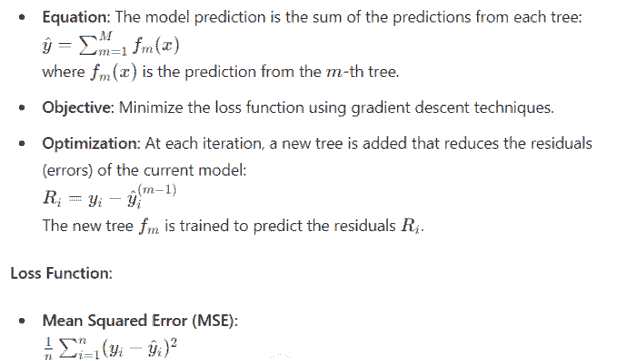 • Equation: The model prediction is the sum of the predictions from each tree:
ŷ = ∑_{m=1}^{M} f_m(x)
where f_m(x) is the prediction from the m-th tree.
• Objective: Minimize the loss function using gradient descent techniques.
• Optimization: At each iteration, a new tree is added that reduces the residuals
(errors) of the current model:
R_i = y_i − ŷ_i^{(m−1)}
The new tree f_m is trained to predict the residuals R_i.
Loss Function:
• Mean Squared Error (MSE):
1/n ∑_{i=1}^{n} (y_i − ŷ_i)²